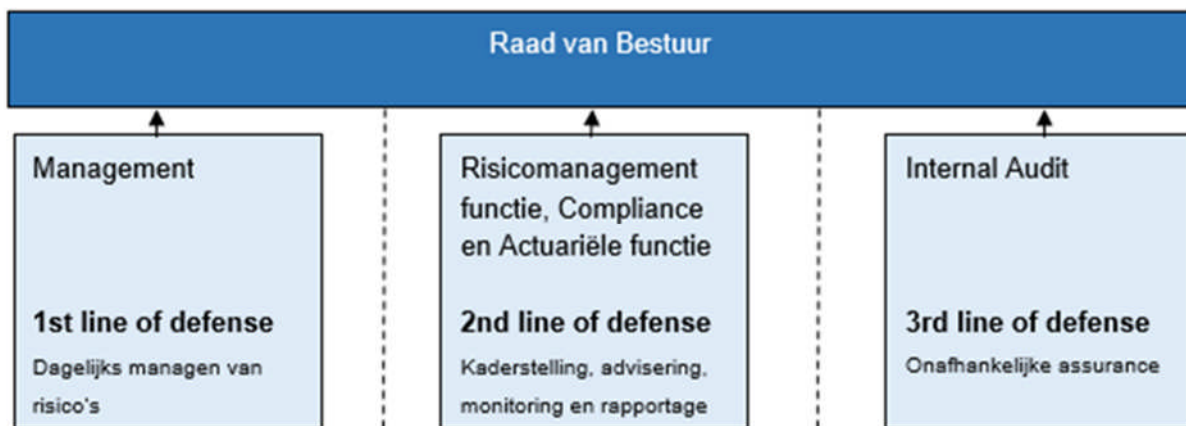 Raad van Bestuur
Management
1st line of defense
Dagelijks managen van
risico's
Risicomanagement
functie, Compliance
en Actuariële functie
2nd line of defense
Kaderstelling, advisering,
monitoring en rapportage
Internal Audit
3rd line of defense
Onafhankelijke assurance